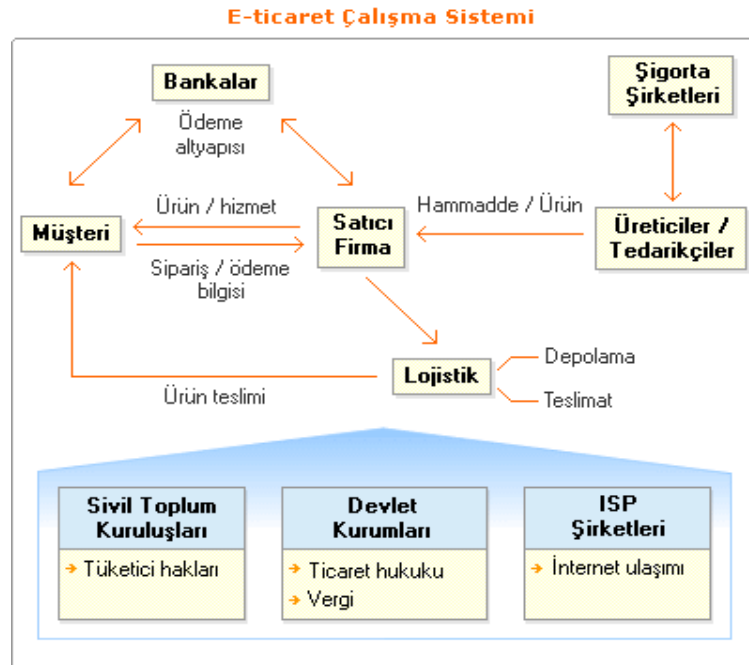 E-ticaret Çalışma Sistemi
Bankalar
Ödeme
altyapısı
Şigorta
Şirketleri
Müşteri
Ürün / hizmet
Sipariş / ödeme
bilgisi
Satıcı
Firma
Hammadde / Ürün
Üreticiler /
Tedarikçiler
Lojistik
Depolama
Teslimat
Ürün teslimi
Sivil Toplum
Kuruluşları
Tüketici hakları
Devlet
Kurumları
Ticaret hukuku
Vergi
ISP
Şirketleri
İnternet ulaşımı